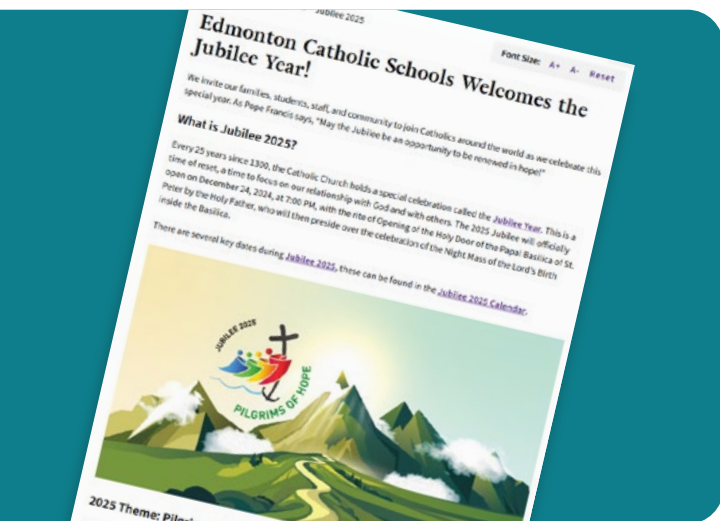 Jubilee 2025
Font Size: A+ A- Reset
Edmonton Catholic Schools Welcomes the
Jubilee Year!
We invite our families, students, staff, and community to join Catholics around the world as we celebrate this
special year. As Pope Francis says, "May the Jubilee be an opportunity to be renewed in hope!"
What is Jubilee 2025?
Every 25 years since 1300, the Catholic Church holds a special celebration called the Jubilee Year. This is a
time of reset, a time to focus on our relationship with God and with others. The 2025 Jubilee will officially
open on December 24, 2024, at 7:00 PM, with the rite of Opening of the Holy Door of the Papal Basilica of St.
Peter by the Holy Father, who will then preside over the celebration of the Night Mass of the Lord's Birth
inside the Basilica.
There are several key dates during Jubilee 2025, these can be found in the Jubilee 2025 Calendar.
JUBILEE 2025
PILGRIMS OF HOPE
2025 Theme: